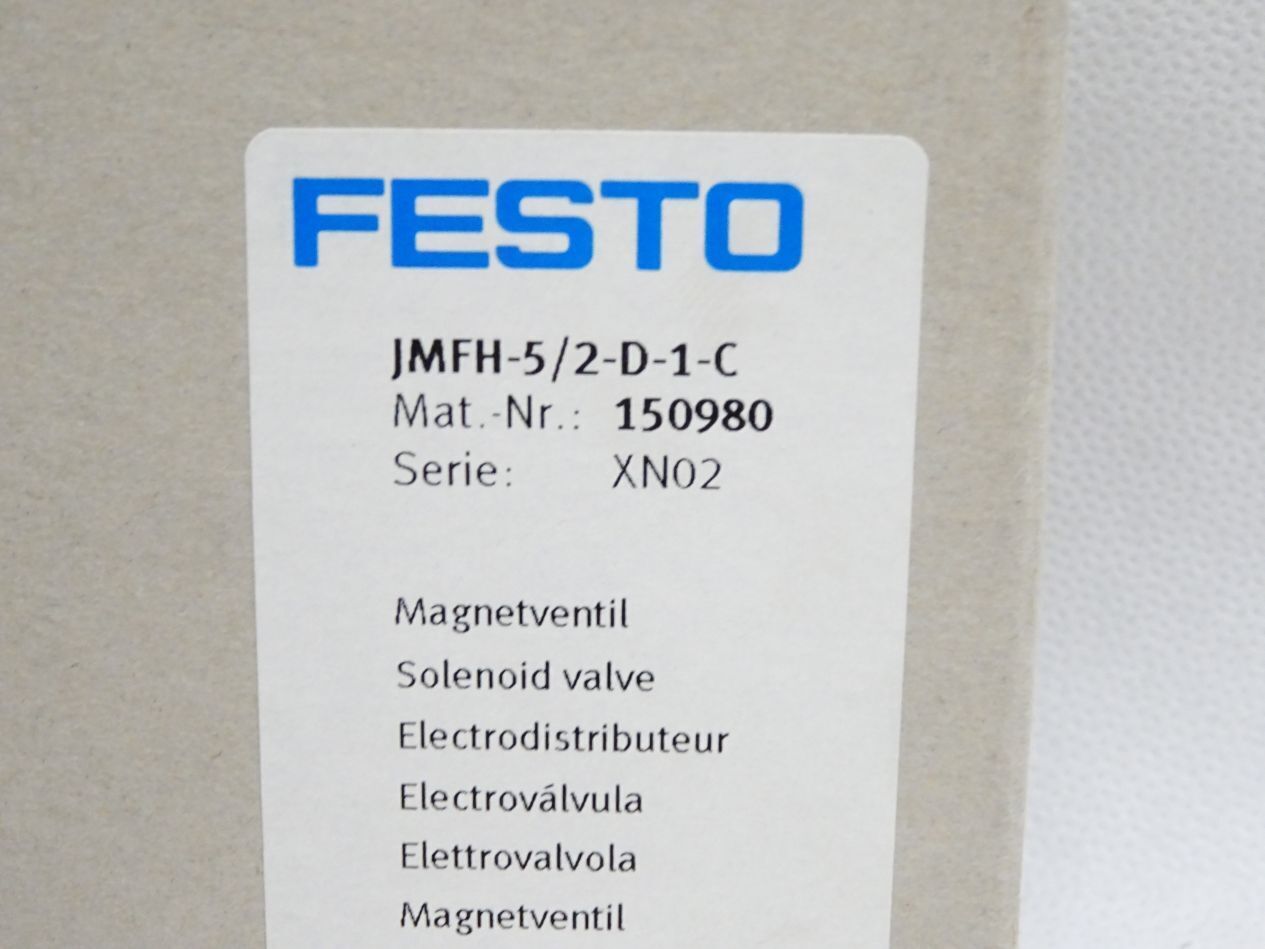 FESTO
JMFH-5/2-D-1-C
Mat.-Nr.: 150980
Serie: XN02
Magnetventil
Solenoid valve
Electrodistributeur
Electroválvula
Elettrovalvola
Magnetventil